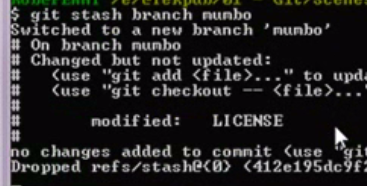 $ git stash branch mumbo
Switched to a new branch 'mumbo'
# On branch mumbo
# Changed but not updated:
#   (use "git add <file>..." to upda
#   (use "git checkout -- <file>..."
#
#       modified:   LICENSE
#
no changes added to commit (use "git
Dropped refs/stash@{0} (412e195dc9f2